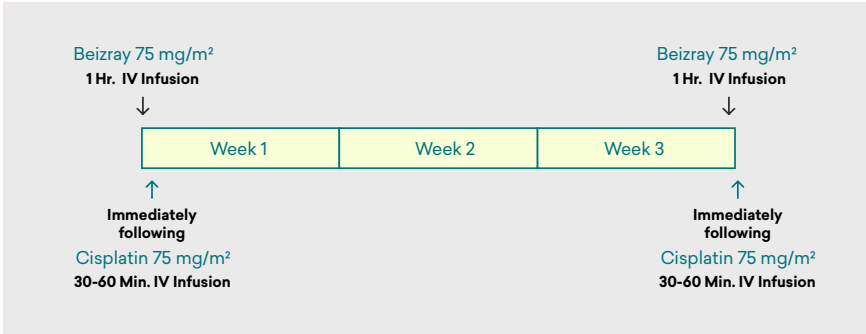 Beizray 75 mg/m²
1 Hr. IV Infusion
Beizray 75 mg/m²
1 Hr. IV Infusion
Week 1
Week 2
Week 3
Immediately
following
Cisplatin 75 mg/m²
30-60 Min. IV Infusion
Immediately
following
Cisplatin 75 mg/m²
30-60 Min. IV Infusion